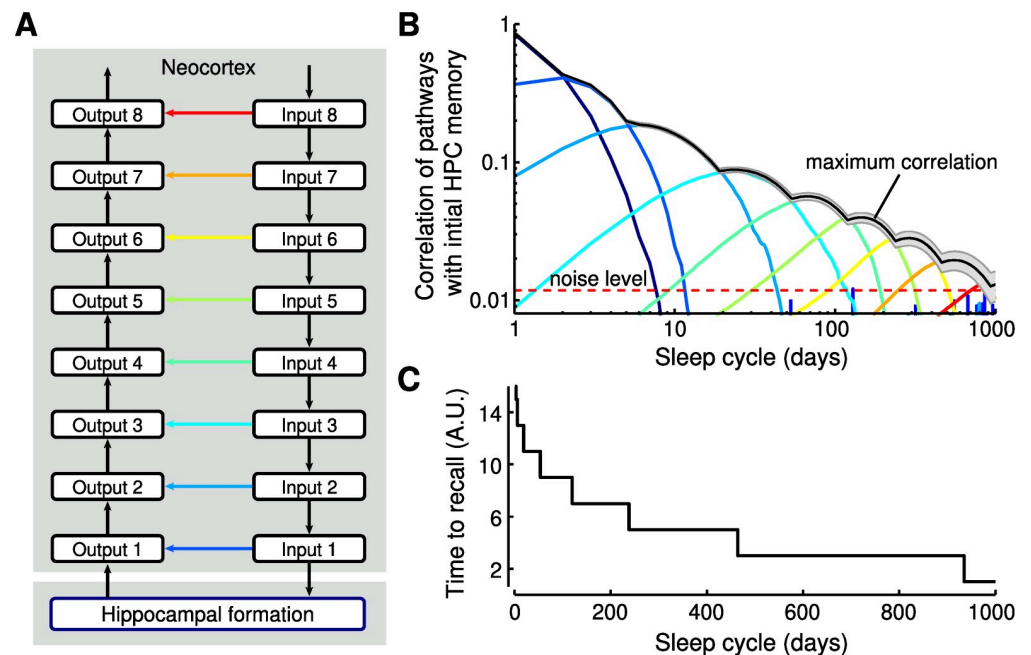 A
Neocortex
Output 8
Input 8
Output 7
Input 7
Output 6
Input 6
Output 5
Input 5
Output 4
Input 4
Output 3
Input 3
Output 2
Input 2
Output 1
Input 1
Hippocampal formation
B
Correlation of pathways
with intial HPC memory
1
0.1
0.01
maximum correlation
noise level
1
10
100
1000
Sleep cycle (days)
C
Time to recall (A.U.)
14
10
6
2
0
200
400
600
800
1000
Sleep cycle (days)